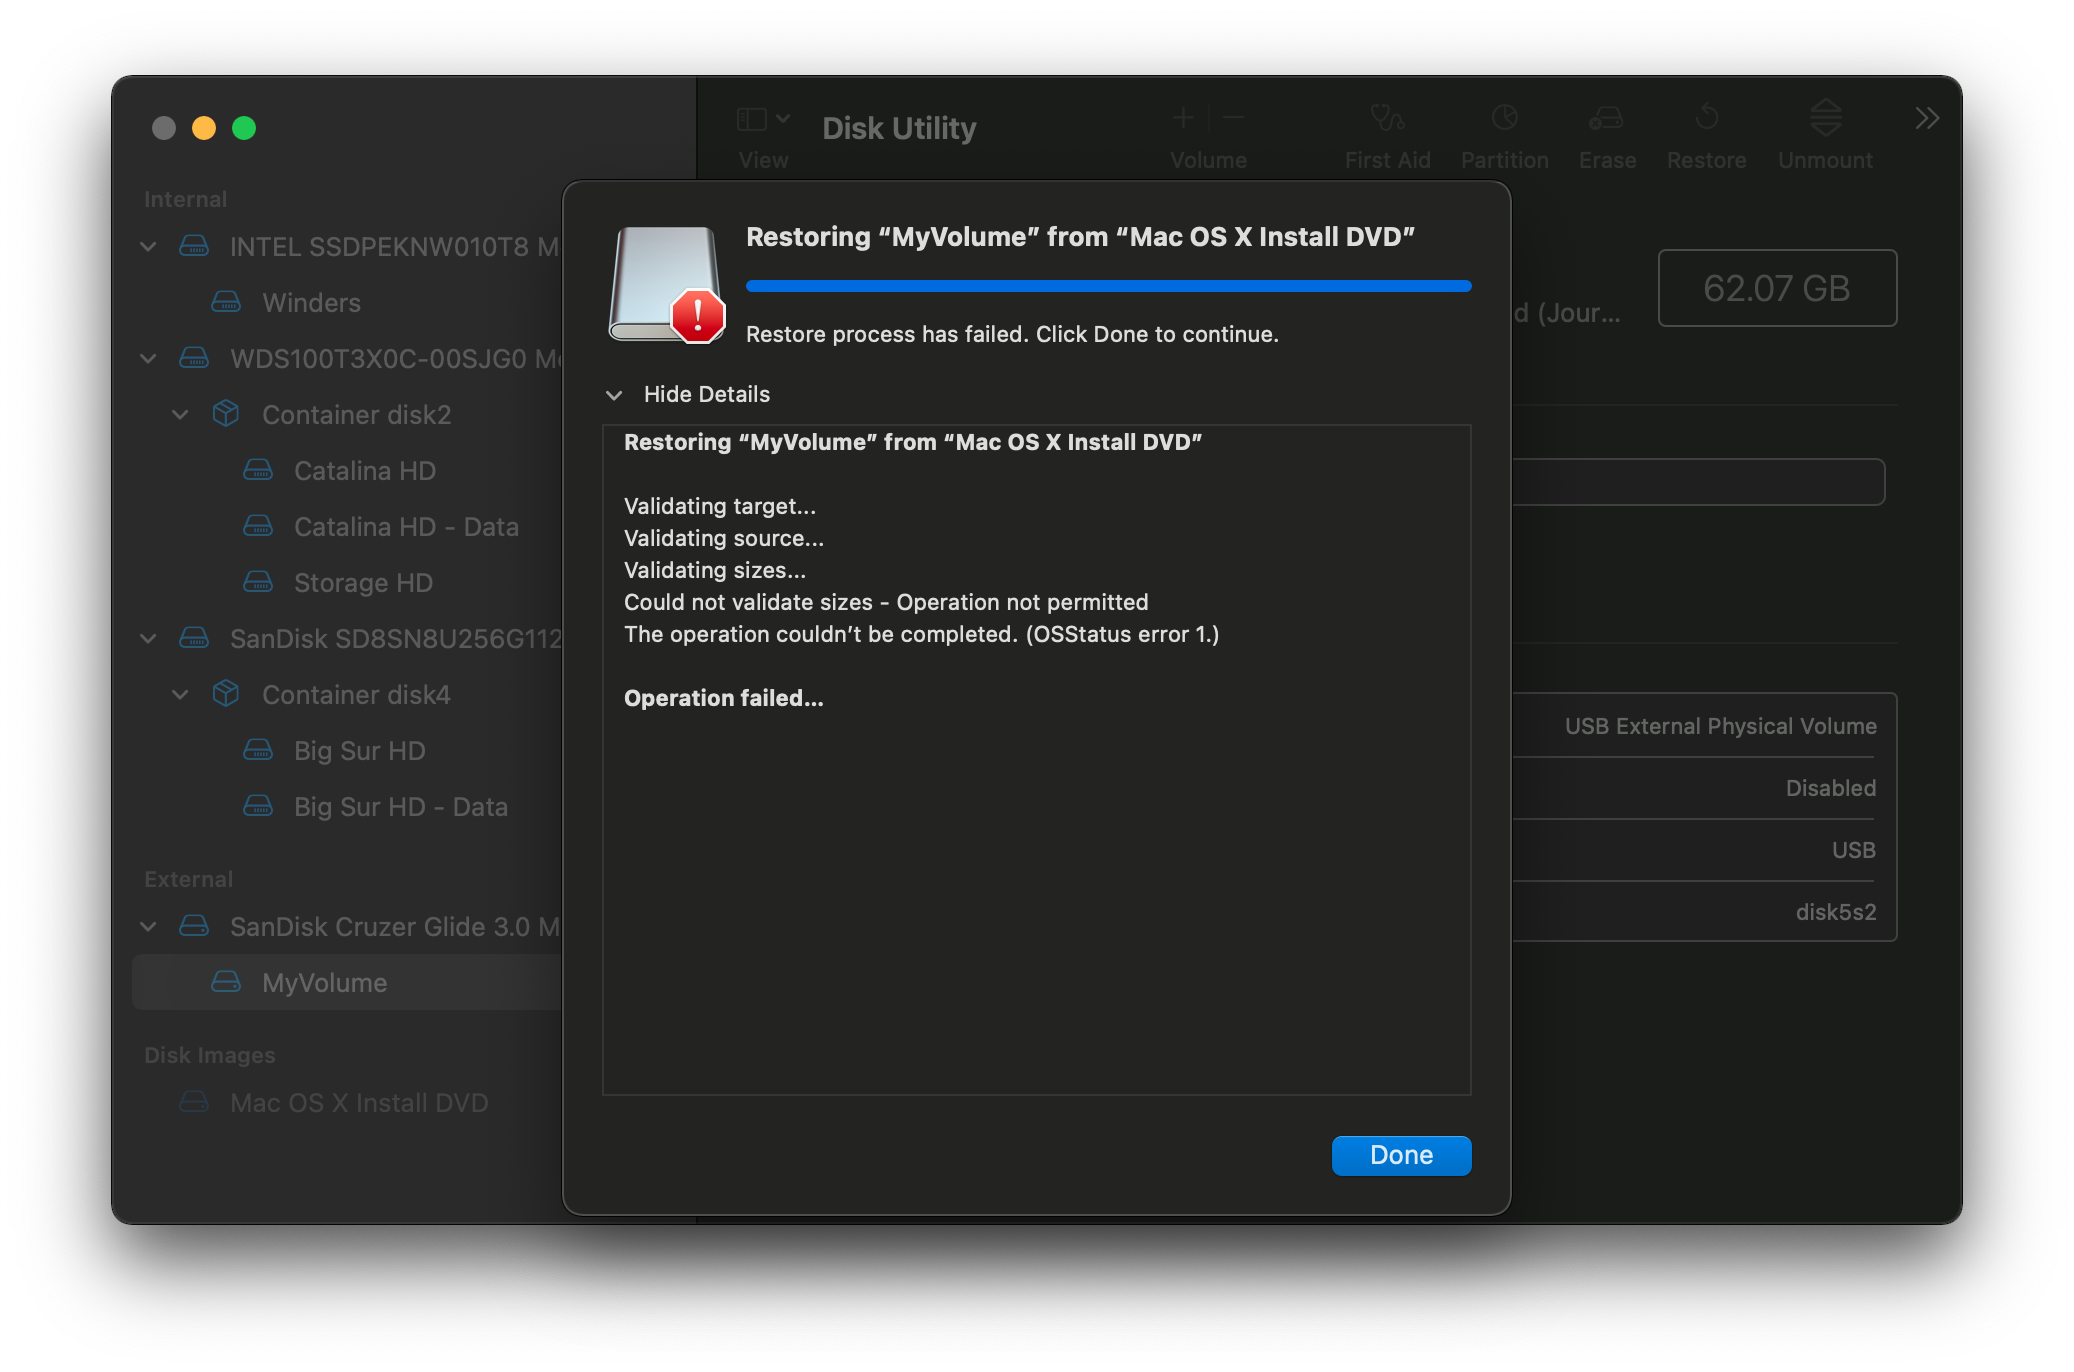 View
Disk Utility
Volume
First Aid
Partition
Erase
Restore
Unmount
Internal
INTEL SSDPEKNW010T8 M
Winders
WDS100T3X0C-00SJG0 Me
Container disk2
Catalina HD
Catalina HD - Data
Storage HD
SanDisk SD8SN8U256G112
Container disk4
Big Sur HD
Big Sur HD - Data
External
SanDisk Cruzer Glide 3.0 M
MyVolume
Disk Images
Mac OS X Install DVD
Restoring “MyVolume” from “Mac OS X Install DVD”
Restore process has failed. Click Done to continue.
Hide Details
Restoring “MyVolume” from “Mac OS X Install DVD”
Validating target...
Validating source...
Validating sizes...
Could not validate sizes - Operation not permitted
The operation couldn’t be completed. (OSStatus error 1.)
Operation failed...
Done
d (Jour...
62.07 GB
USB External Physical Volume
Disabled
USB
disk5s2